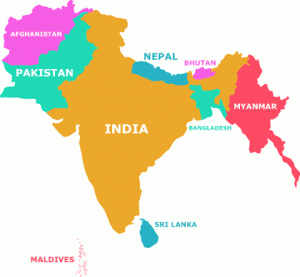 AFGHANISTAN
PAKISTAN
NEPAL
BHUTAN
MYANMAR
INDIA
BANGLADESH
SRI LANKA
MALDIVES